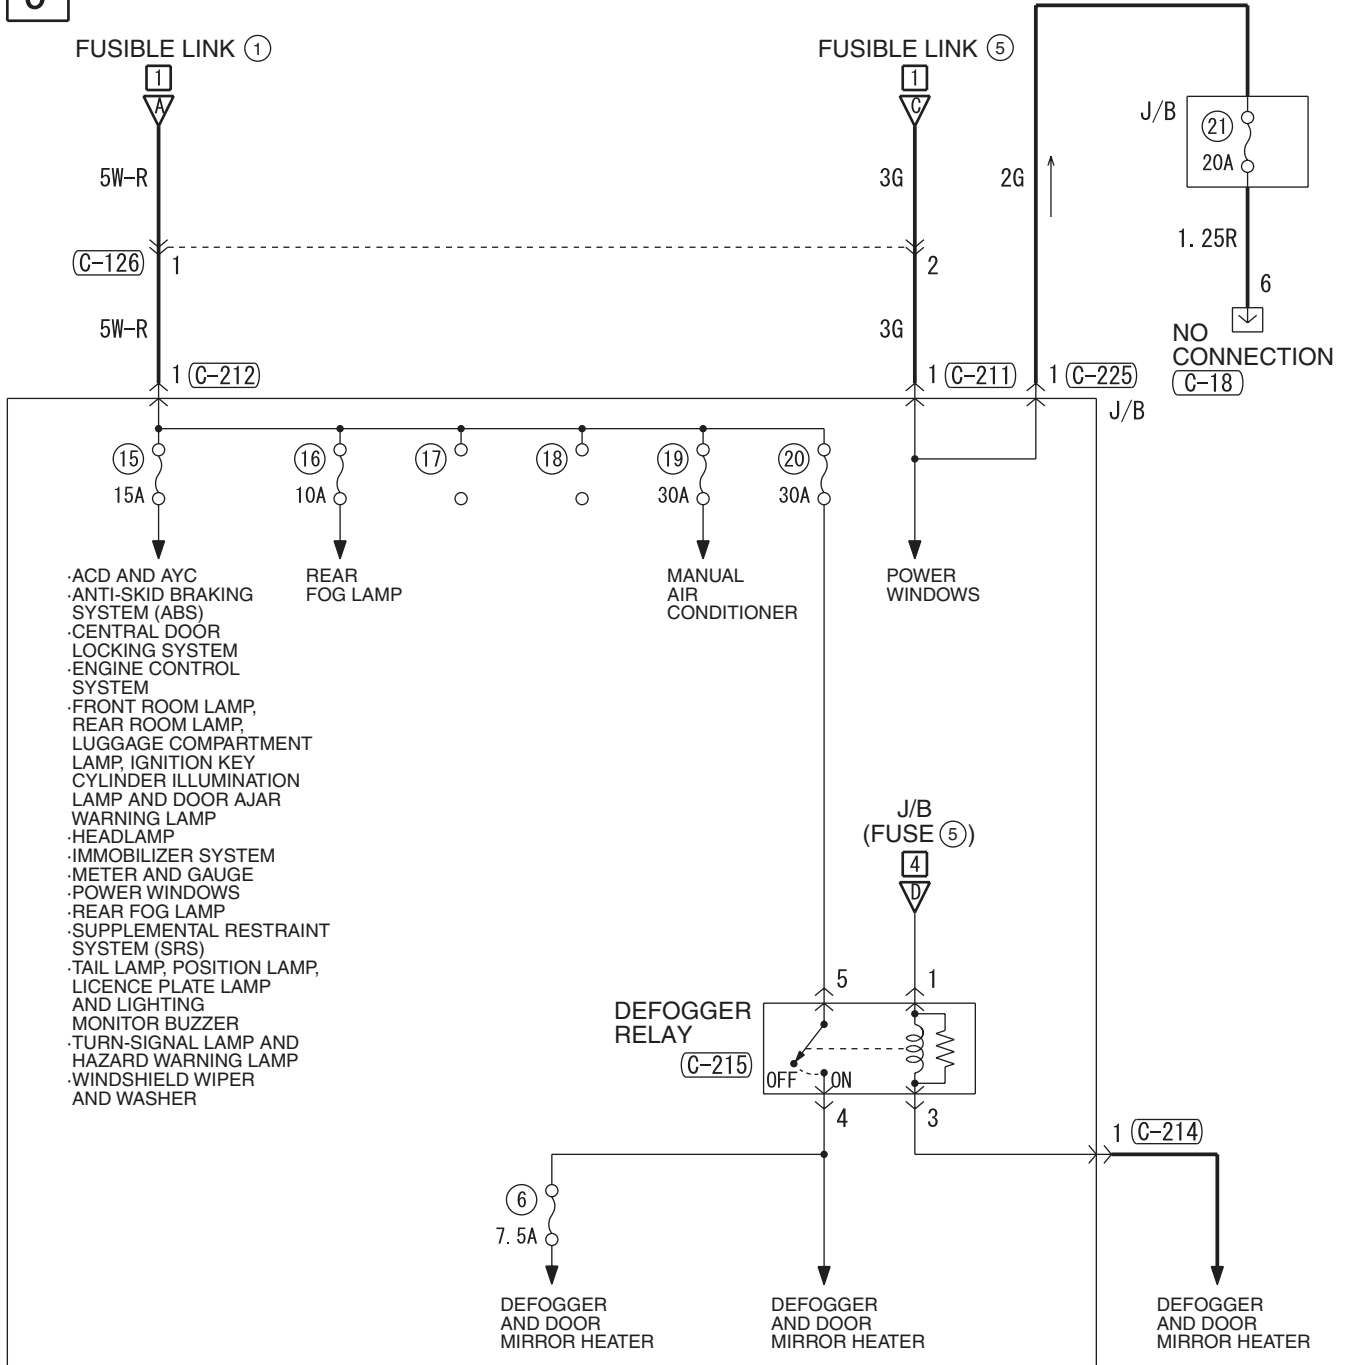 FUSIBLE LINK 1
1
A
FUSIBLE LINK 5
1
C
J/B
21
20A
5W-R
3G
2G
1.25R
C-126
1
2
6
5W-R
3G
NO
CONNECTION
C-18
1 C-212
1 C-211
1 C-225
J/B
15
15A
16
10A
17
18
19
30A
20
30A
·ACD AND AYC
·ANTI-SKID BRAKING
SYSTEM (ABS)
·CENTRAL DOOR
LOCKING SYSTEM
·ENGINE CONTROL
SYSTEM
·FRONT ROOM LAMP,
REAR ROOM LAMP,
LUGGAGE COMPARTMENT
LAMP, IGNITION KEY
CYLINDER ILLUMINATION
LAMP AND DOOR AJAR
WARNING LAMP
·HEADLAMP
·IMMOBILIZER SYSTEM
·METER AND GAUGE
·POWER WINDOWS
·REAR FOG LAMP
·SUPPLEMENTAL RESTRAINT
SYSTEM (SRS)
·TAIL LAMP, POSITION LAMP,
LICENCE PLATE LAMP
AND LIGHTING
MONITOR BUZZER
·TURN-SIGNAL LAMP AND
HAZARD WARNING LAMP
·WINDSHIELD WIPER
AND WASHER
REAR
FOG LAMP
MANUAL
AIR
CONDITIONER
POWER
WINDOWS
J/B
(FUSE 5)
4
D
5
1
DEFOGGER
RELAY
C-215
OFF
ON
4
3
1 C-214
6
7.5A
DEFOGGER
AND DOOR
MIRROR HEATER
DEFOGGER
AND DOOR
MIRROR HEATER
DEFOGGER
AND DOOR
MIRROR HEATER